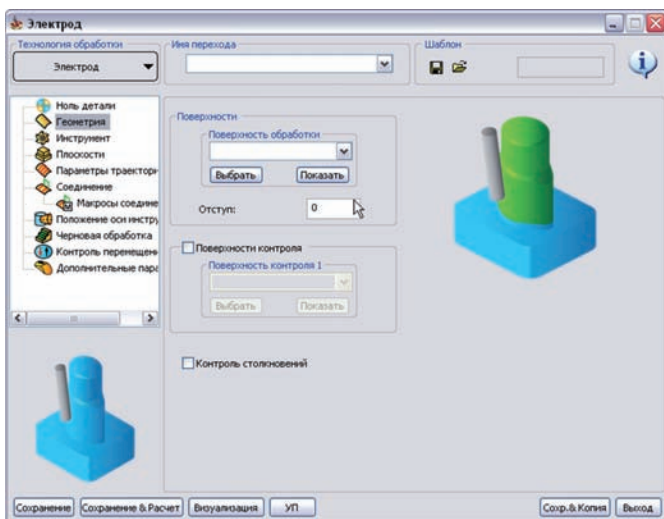 Электрод
Технология обработки
Электрод
Имя перехода
Шаблон
Ноль детали
Геометрия
Инструмент
Плоскости
Параметры траектори
Соединение
Макросы соедине
Положение оси инстру
Черновая обработка
Контроль перемещен
Дополнительные пара
Поверхности
Поверхность обработки
Выбрать Показать
Отступ: 0
Поверхности контроля
Поверхность контроля 1
Выбрать Показать
Контроль столкновений
Сохранение Сохранение & Расчет Визуализация УП Сохр.& Копия Выход